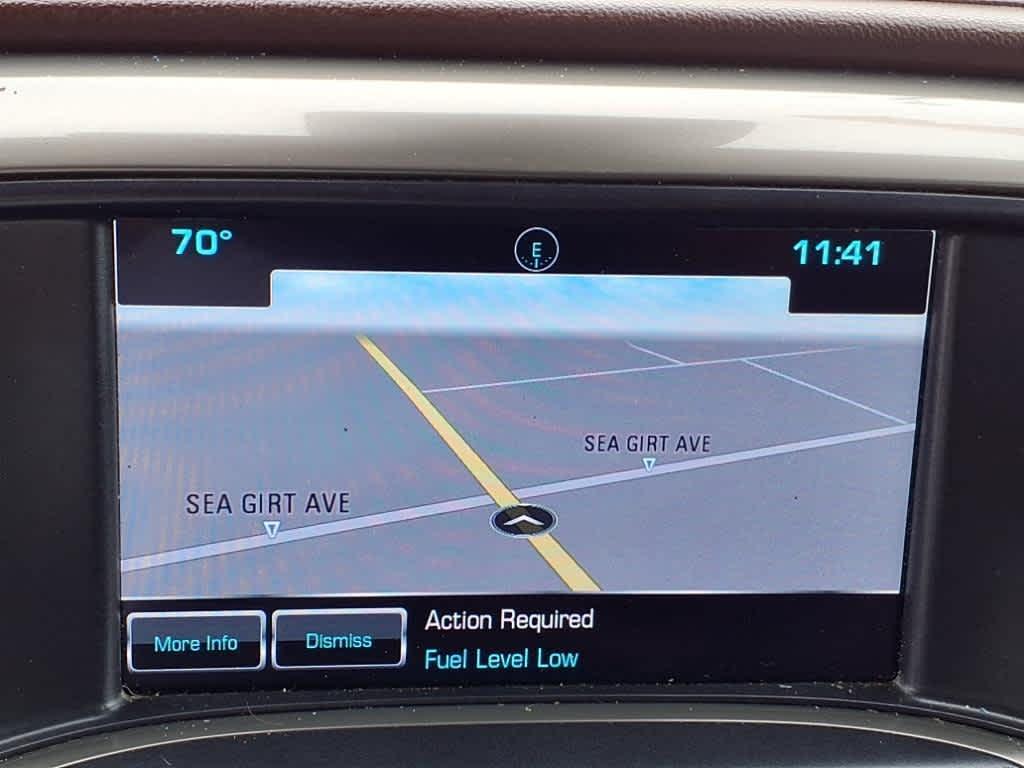 70°
E
11:41
SEA GIRT AVE
SEA GIRT AVE
More Info
Dismiss
Action Required
Fuel Level Low